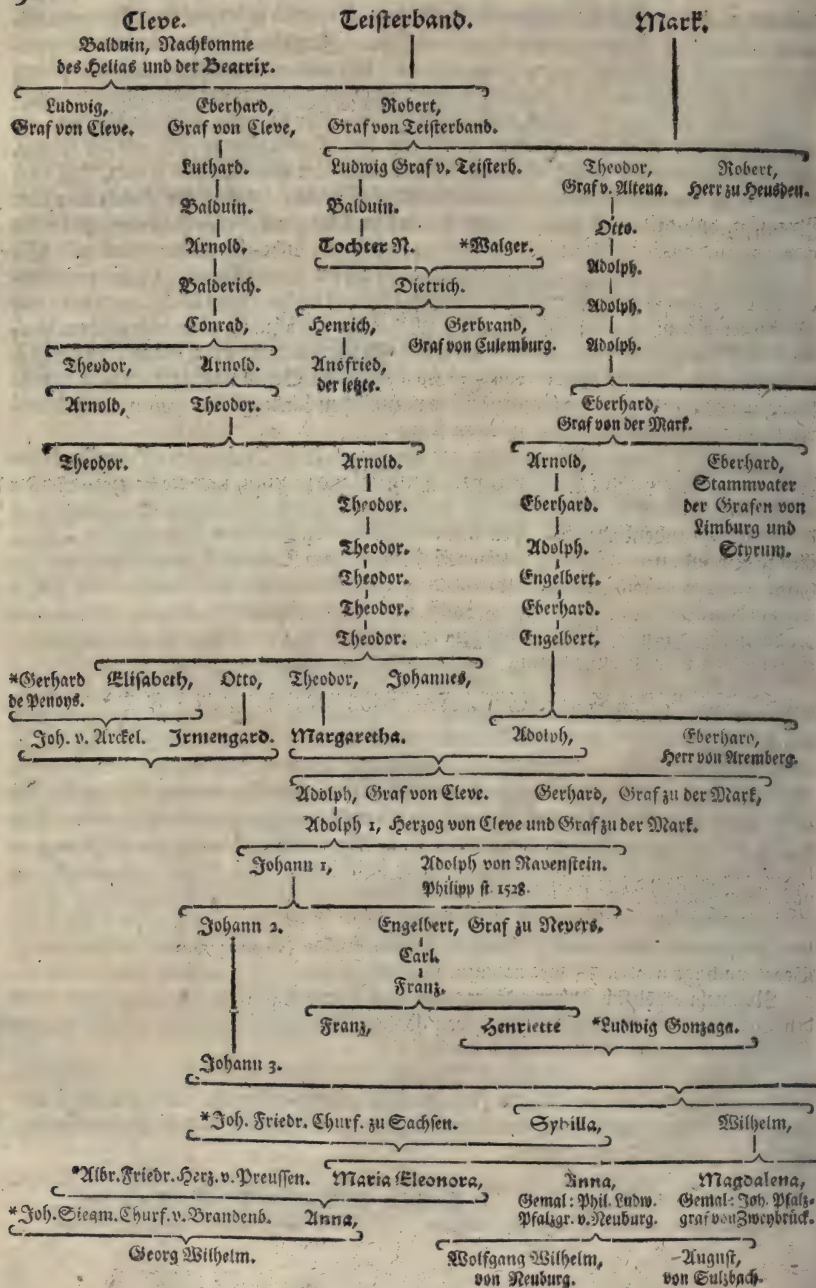 Cleve. Teisterband. Mark.
Balduin, Nachkomme
des Helias und der Beatrix.
Ludwig, Eberhard, Robert,
Graf von Cleve. Graf von Cleve, Graf von Teisterband.
Luthard. Ludwig Graf v. Teisterb. Theodor, Robert,
Graf v. Altena. Herr zu Heusden.
Balduin. Balduin.
Otto.
Arnold. Tochter N. *Walger.
Adolph.
Balderich. Dietrich.
Adolph.
Conrad, Henrich, Gerbrand,
Graf von Culemburg. Adolph.
Theodor, Arnold. Ansfried,
der letzte.
Arnold, Theodor. Eberhard,
Graf von der Mark.
Theodor. Arnold. Arnold, Eberhard,
Stammvater
Theodor. Eberhard. der Grafen von
Limburg und
Theodor. Adolph. Styrum.
Theodor. Engelbert.
Theodor. Eberhard.
Theodor. Engelbert,
*Gerhard Elisabeth, Otto, Theodor, Johannes,
de Penoys.
Joh. v. Arckel. Irmengard. Margaretha. Adolph, Eberhard,
Herr von Aremberg.
Adolph, Graf von Cleve. Gerhard, Graf zu der Mark,
Adolph 1, Herzog von Cleve und Graf zu der Mark.
Johann 1, Adolph von Ravenstein.
Philipp st. 1528.
Johann 2. Engelbert, Graf zu Nevers.
Carl.
Franz.
Franz, Henriette *Ludwig Gonzaga.
Johann 3.
*Joh. Friedr. Churf. zu Sachsen. Sybilla, Wilhelm,
*Albr. Friedr. Herz. v. Preussen. Maria Eleonora, Anna, Magdalena,
Gemal: Phil. Ludw. Gemal: Joh. Pfalz-
*Joh. Siegm. Churf. v. Brandenb. Anna, Pfalzgr. v. Neuburg. graf von Zweybrück.
Georg Wilhelm. Wolfgang Wilhelm, August,
von Neuburg. von Sulzbach.